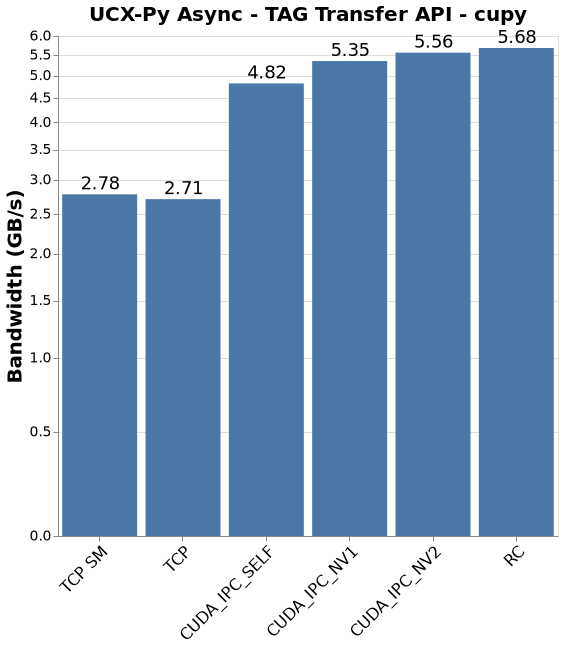 UCX-Py Async - TAG Transfer API - cupy
Bandwidth (GB/s)
6.0
5.5
5.0
4.5
4.0
3.5
3.0
2.5
2.0
1.5
1.0
0.5
0.0
2.78
2.71
4.82
5.35
5.56
5.68
TCP SM
TCP
CUDA_IPC_SELF
CUDA_IPC_NV1
CUDA_IPC_NV2
RC